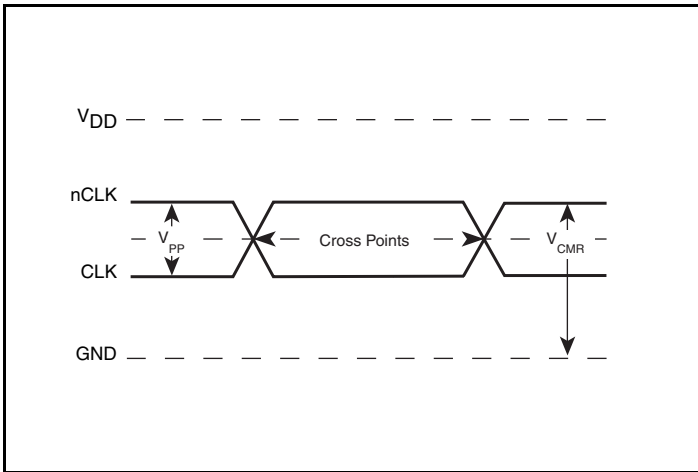 VDD
nCLK
VPP
Cross Points
VCMR
CLK
GND